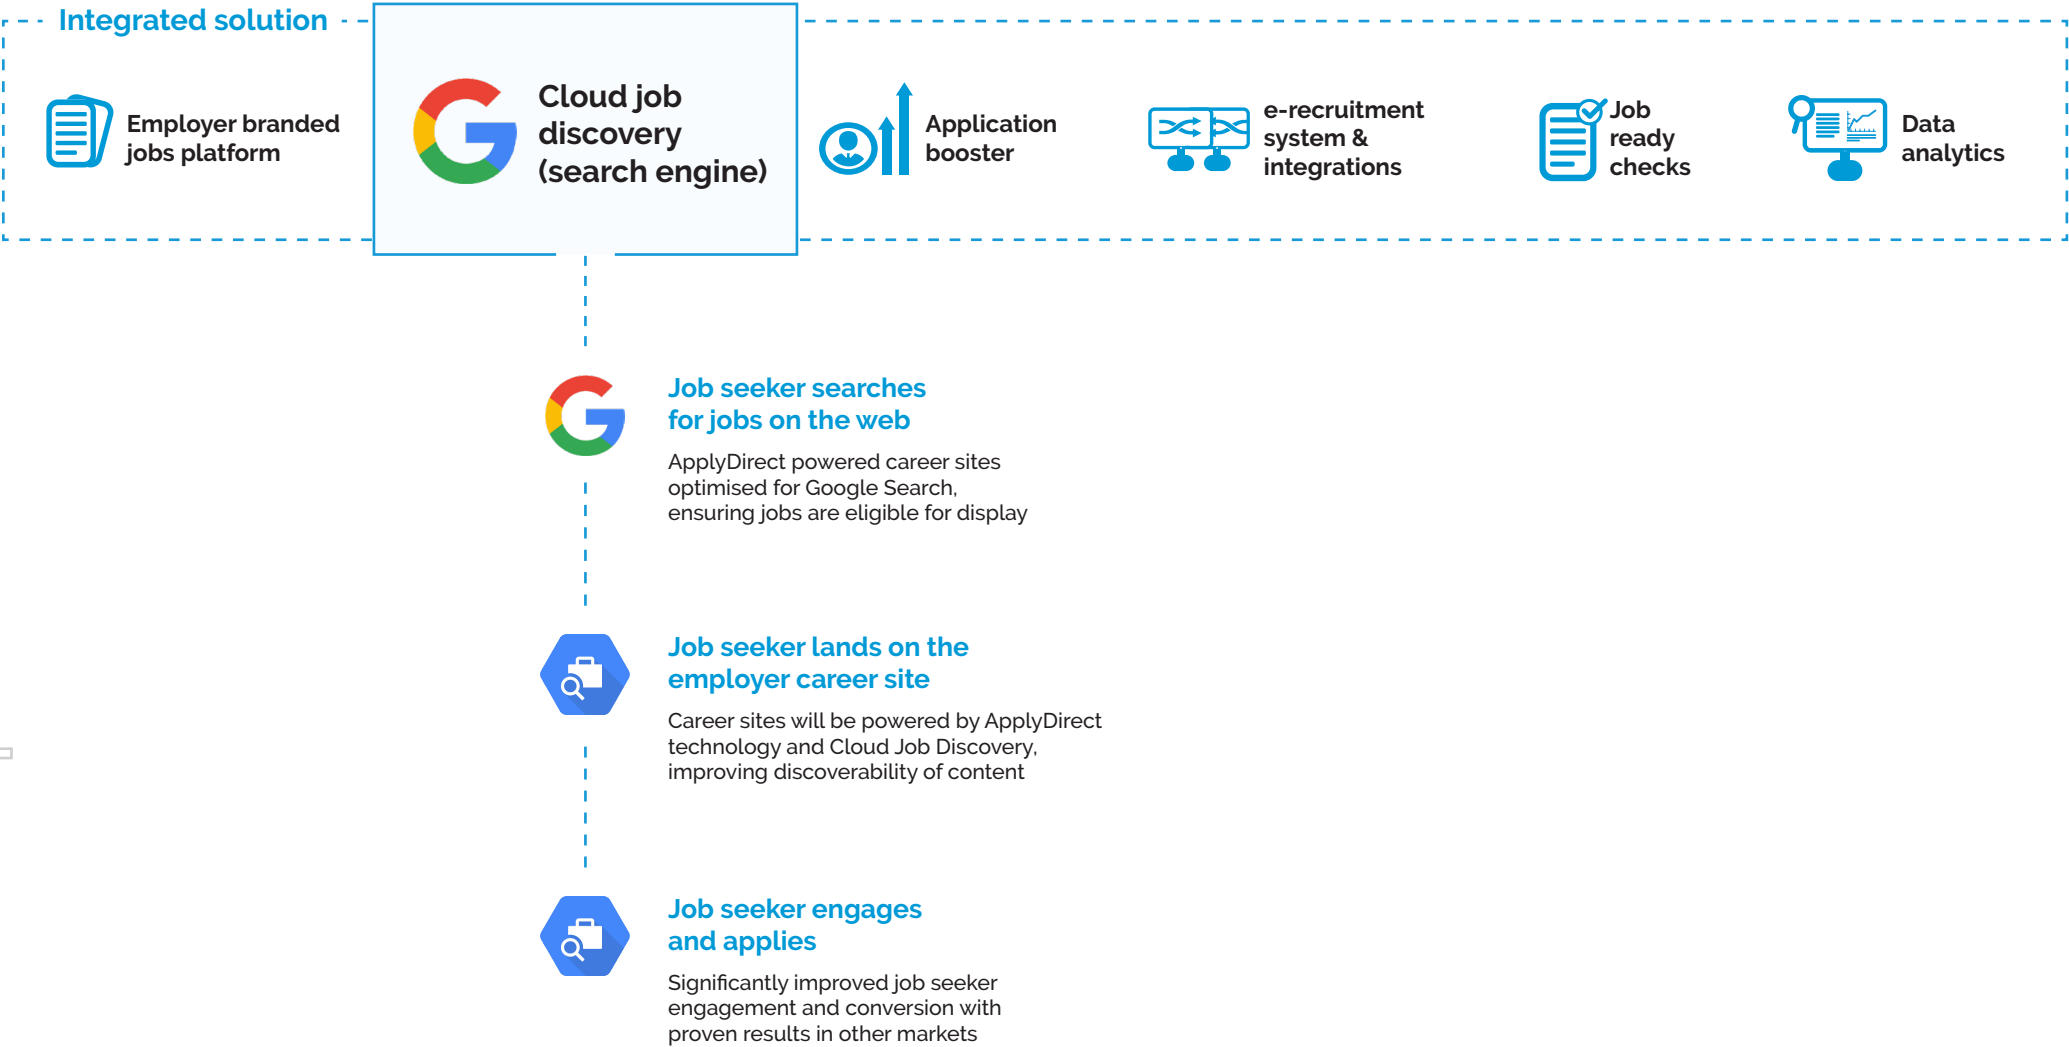 Integrated solution
Employer branded
jobs platform
Cloud job
discovery
(search engine)
Application
booster
e-recruitment
system &
integrations
Job
ready
checks
Data
analytics
Job seeker searches
for jobs on the web
ApplyDirect powered career sites
optimised for Google Search,
ensuring jobs are eligible for display
Job seeker lands on the
employer career site
Career sites will be powered by ApplyDirect
technology and Cloud Job Discovery,
improving discoverability of content
Job seeker engages
and applies
Significantly improved job seeker
engagement and conversion with
proven results in other markets